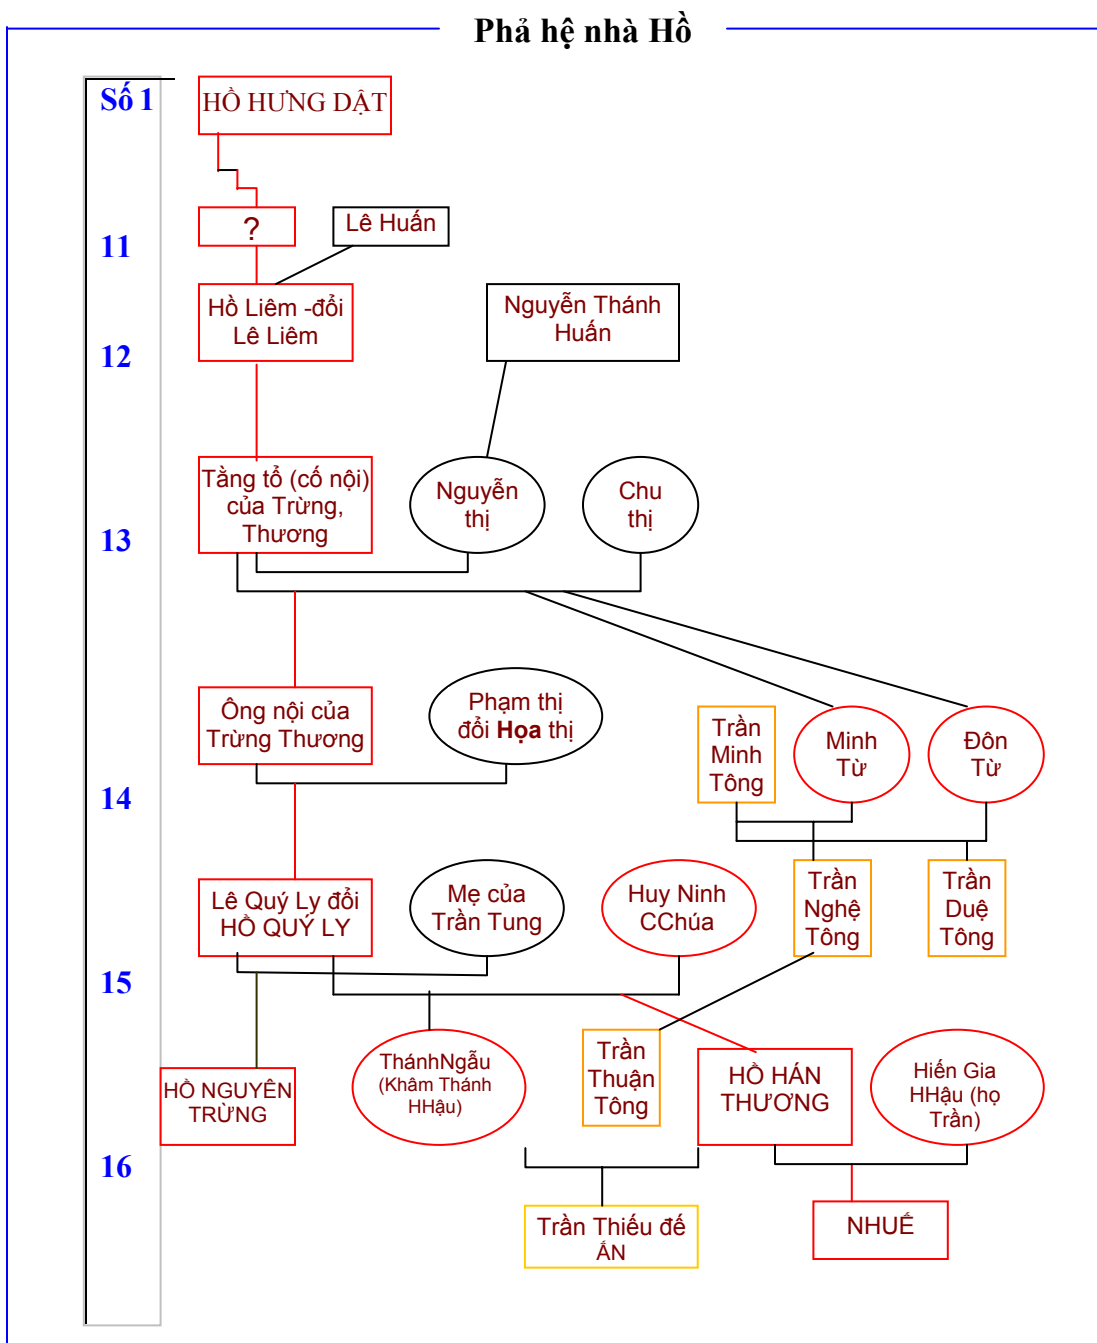 Phả hệ nhà Hồ
Số 1
HỒ HƯNG DẬT
?
Lê Huấn
11
Hồ Liêm -đổi
Lê Liêm
Nguyễn Thánh
Huấn
12
Tằng tổ (cố nội)
của Trừng,
Thương
Nguyễn
thị
Chu
thị
13
Ông nội của
Trừng Thương
Phạm thị
đổi Họa thị
Trần
Minh
Tông
Minh
Từ
Đôn
Từ
14
Lê Quý Ly đổi
HỒ QUÝ LY
Mẹ của
Trần Tung
Huy Ninh
CChúa
Trần
Nghệ
Tông
Trần
Duệ
Tông
15
HỒ NGUYÊN
TRỪNG
ThánhNgẫu
(Khâm Thánh
HHậu)
Trần
Thuận
Tông
HỒ HÁN
THƯƠNG
Hiến Gia
HHậu (họ
Trần)
16
Trần Thiếu đế
ẤN
NHUẾ